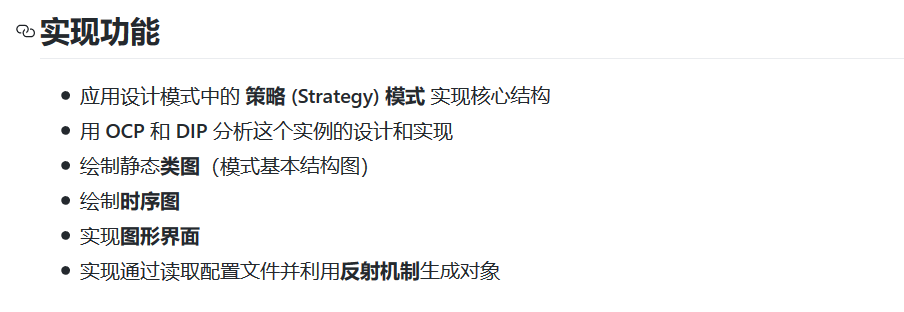 实现功能
应用设计模式中的 策略 (Strategy) 模式 实现核心结构
用 OCP 和 DIP 分析这个实例的设计和实现
绘制静态类图（模式基本结构图）
绘制时序图
实现图形界面
实现通过读取配置文件并利用反射机制生成对象